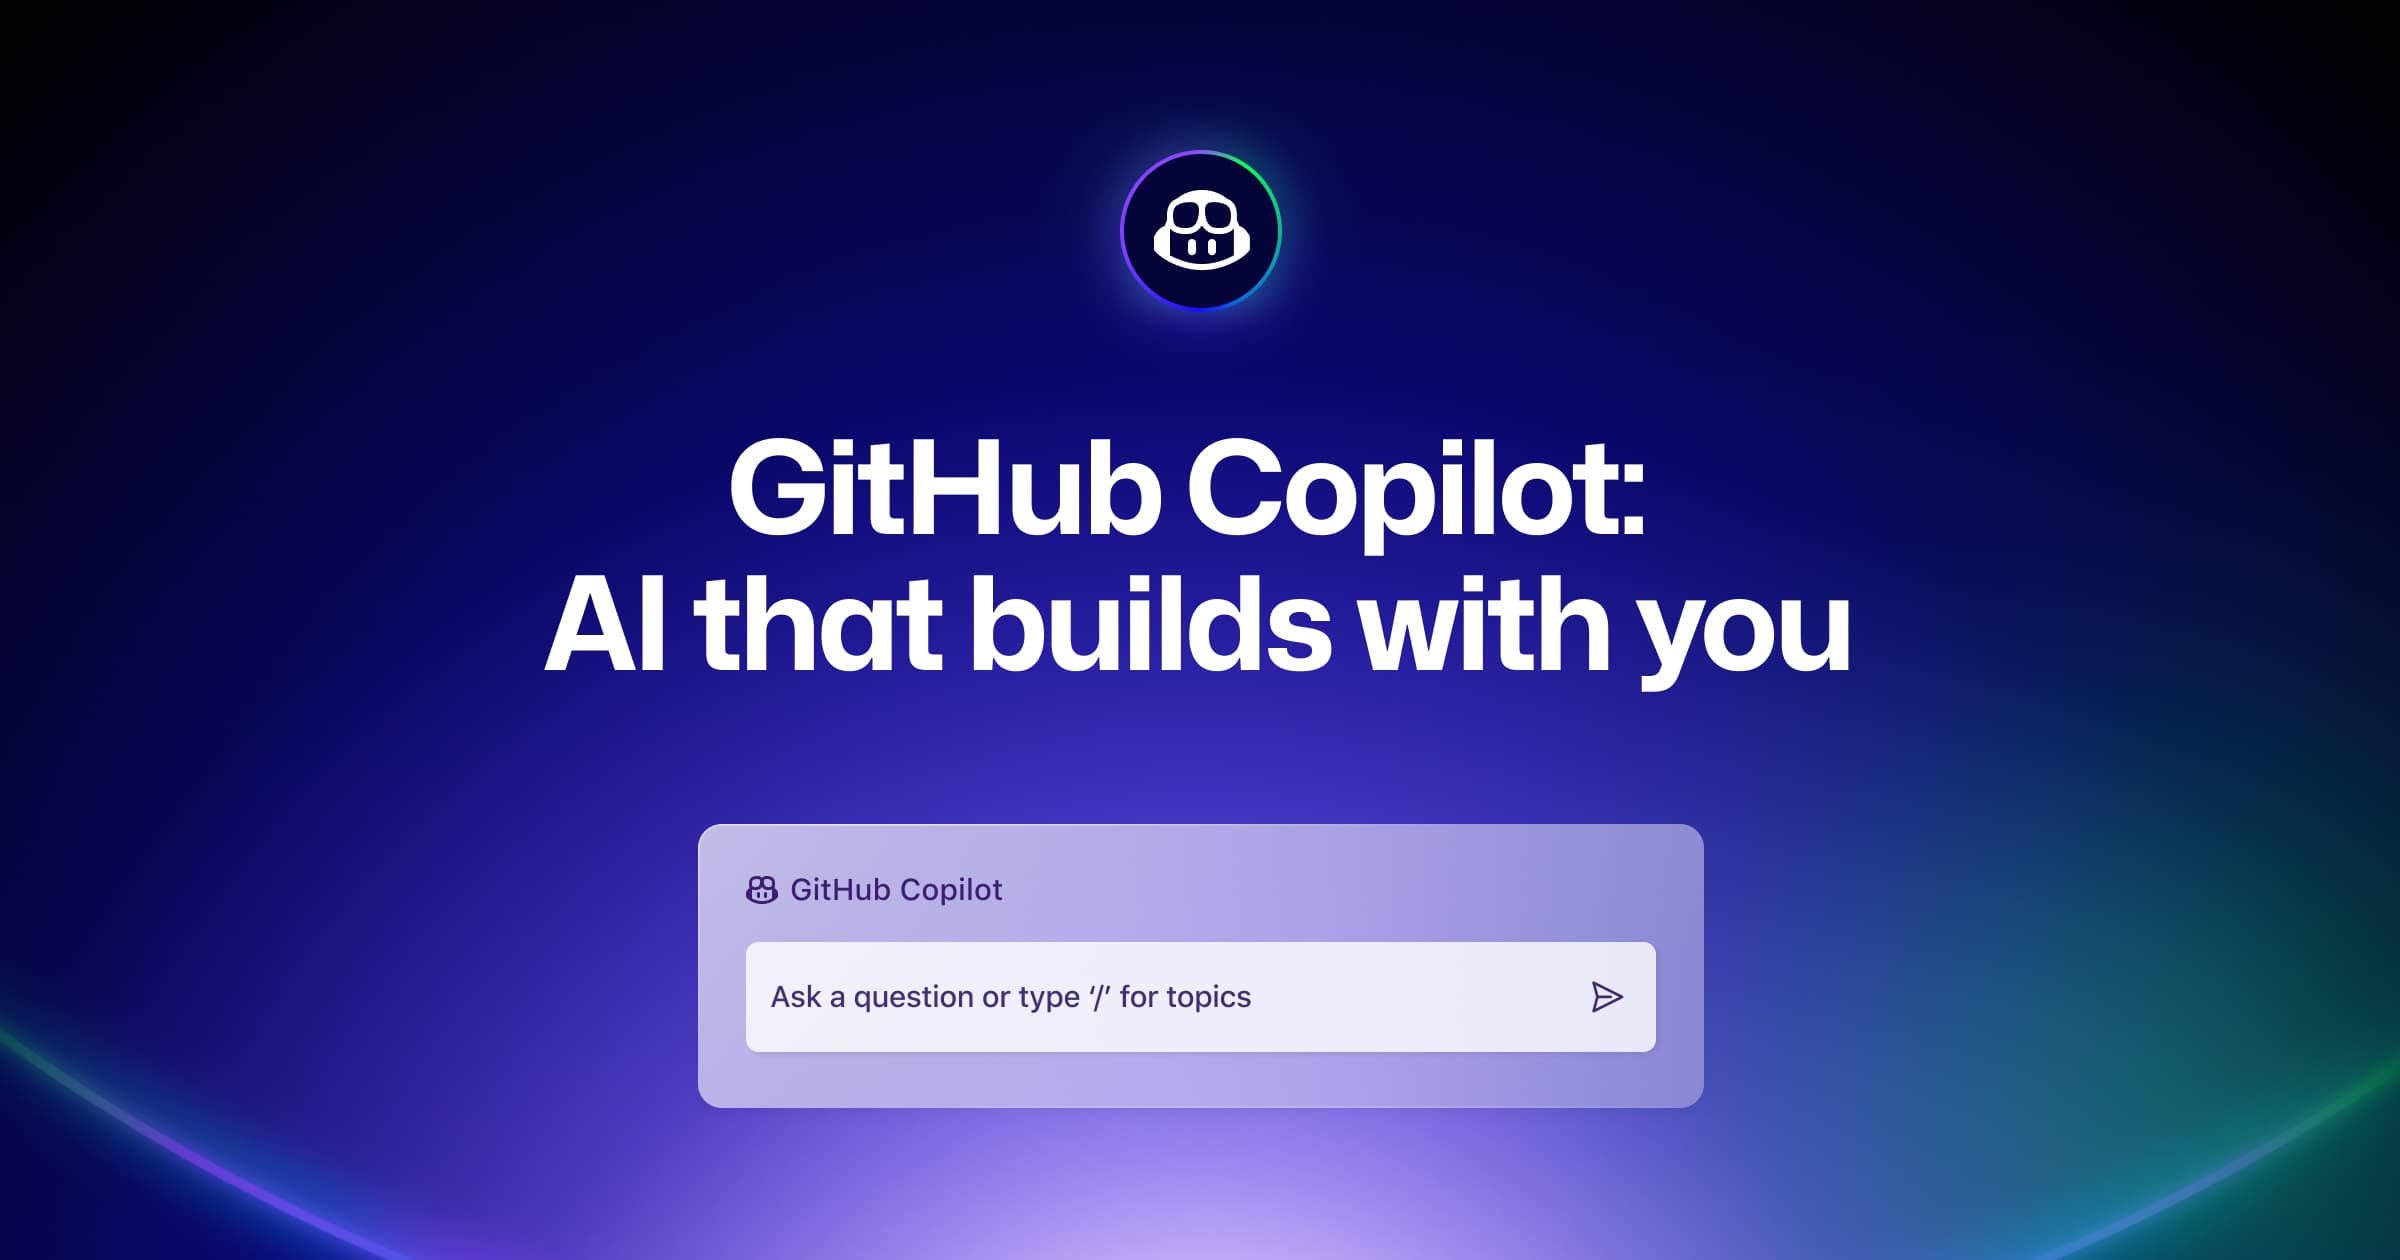 GitHub Copilot:
AI that builds with you
GitHub Copilot
Ask a question or type ‘/’ for topics